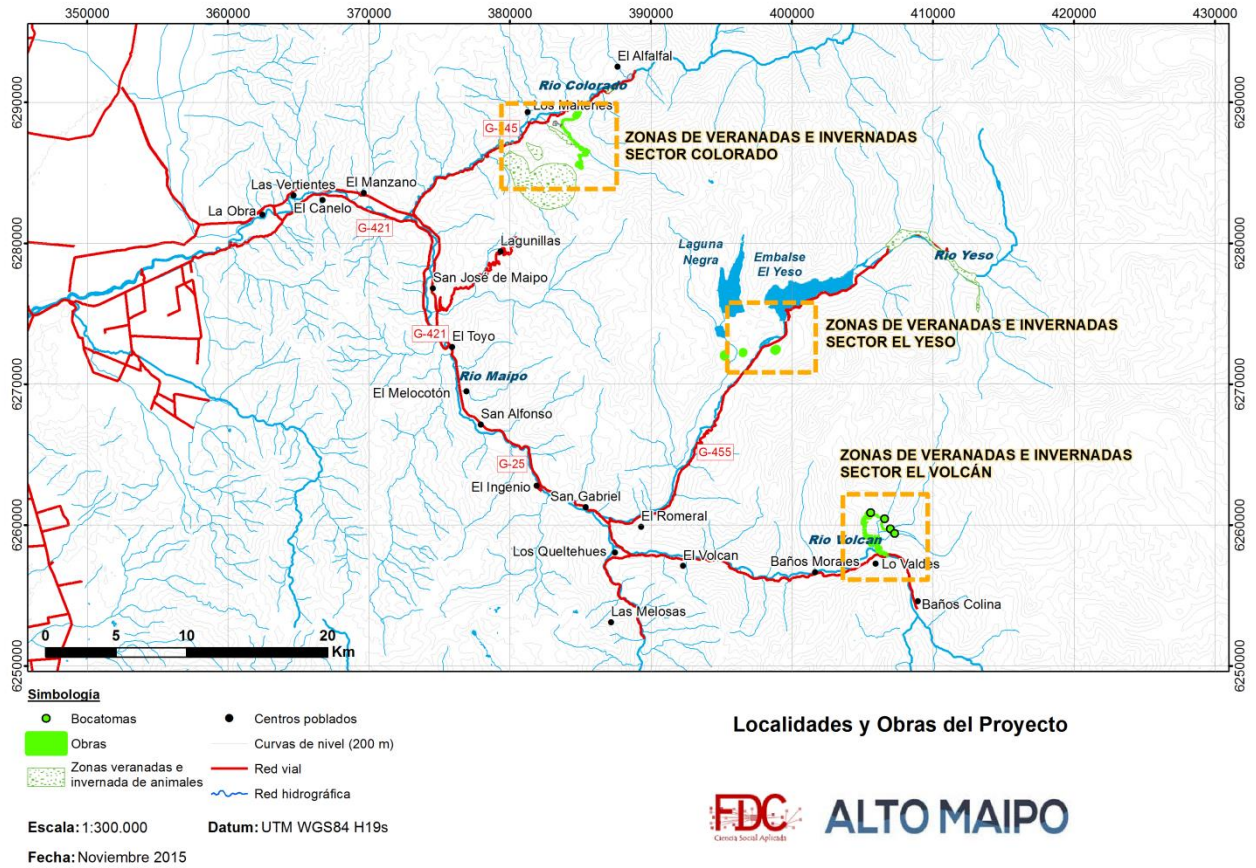 350000
360000
370000
380000
390000
400000
410000
420000
430000
El Alfalfal
Rio Colorado
6290000
6290000
Los Maitenes
ZONAS DE VERANADAS E INVERNADAS
SECTOR COLORADO
El Manzano
Las Vertientes
La Obra
El Canelo
G-421
6280000
6280000
Lagunillas
Laguna
Negra
Embalse
El Yeso
Rio Yeso
San José de Maipo
G-421
El Toyo
ZONAS DE VERANADAS E INVERNADAS
SECTOR EL YESO
6270000
6270000
Rio Maipo
El Melocotón
San Alfonso
G-455
G-25
ZONAS DE VERANADAS E INVERNADAS
SECTOR EL VOLCÁN
El Ingenio
San Gabriel
6260000
6260000
El Romeral
Rio Volcan
Los Queltehues
El Volcan
Baños Morales
Lo Valdes
Baños Colina
Las Melosas
0 5 10 20
Km
6250000
6250000
Simbología
Bocatomas
Centros poblados
Obras
Curvas de nivel (200 m)
Zonas veranadas e
invernada de animales
Red vial
Red hidrográfica
Escala: 1:300.000
Datum: UTM WGS84 H19s
Fecha: Noviembre 2015
Localidades y Obras del Proyecto
FDC
Ciencia Social Aplicada
ALTO MAIPO